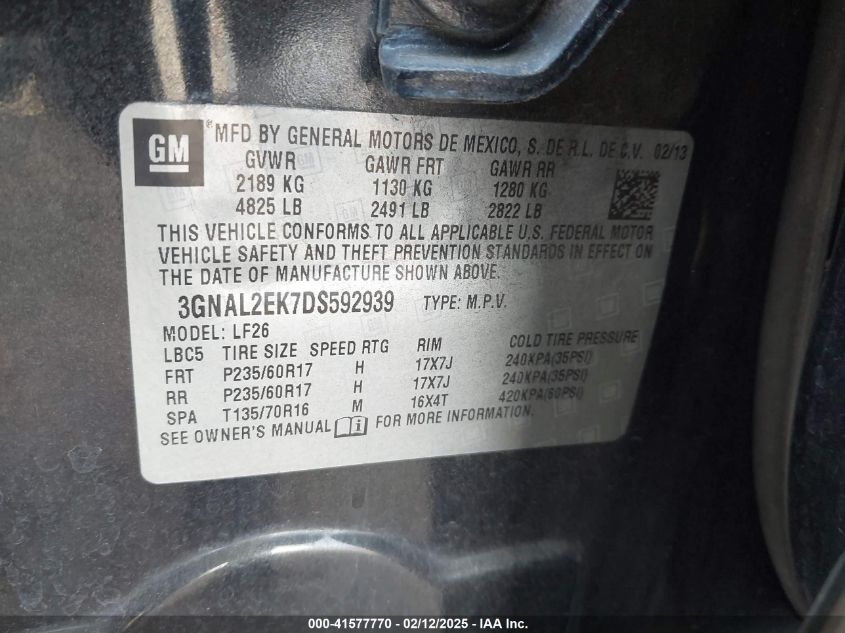 GM ® MFD BY GENERAL MOTORS DE MEXICO, S. DE R.L. DE C.V. 02/13
GVWR GAWR FRT GAWR RR
2189 KG 1130 KG 1280 KG
4825 LB 2491 LB 2822 LB
THIS VEHICLE CONFORMS TO ALL APPLICABLE U.S. FEDERAL MOTOR
VEHICLE SAFETY AND THEFT PREVENTION STANDARDS IN EFFECT ON
THE DATE OF MANUFACTURE SHOWN ABOVE.
3GNAL2EK7DS592939 TYPE: M.P.V.
MODEL: LF26
LBC5 TIRE SIZE SPEED RTG RIM COLD TIRE PRESSURE
FRT P235/60R17 H 17X7J 240KPA(35PSI)
RR P235/60R17 H 17X7J 240KPA(35PSI)
SPA T135/70R16 M 16X4T 420KPA(60PSI)
SEE OWNER'S MANUAL FOR MORE INFORMATION.
000-41577770 - 02/12/2025 - IAA Inc.